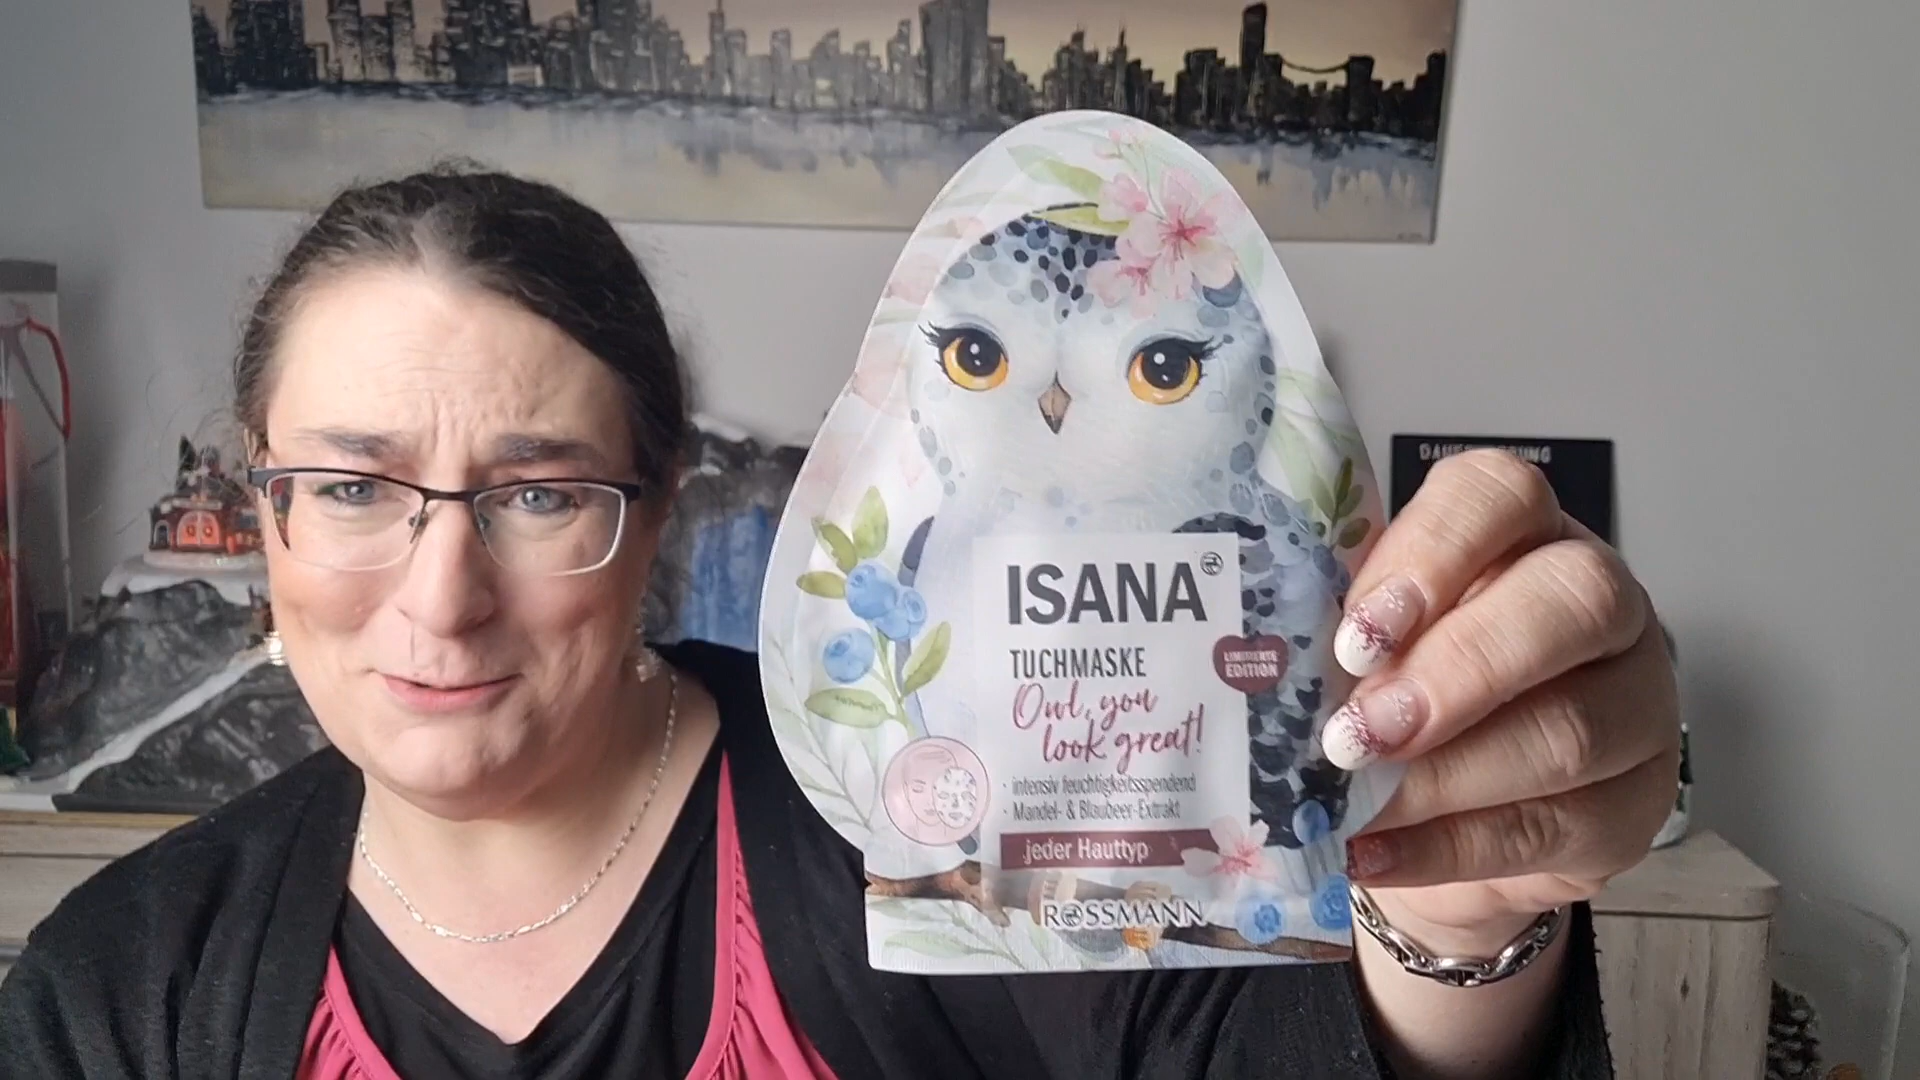 ISANA
TUCHMASKE
LIMITIERTE
EDITION
Owl, you
look great!
· intensiv feuchtigkeitsspendend
· Mandel- & Blaubeer-Extrakt
jeder Hauttyp
ROSSMANN